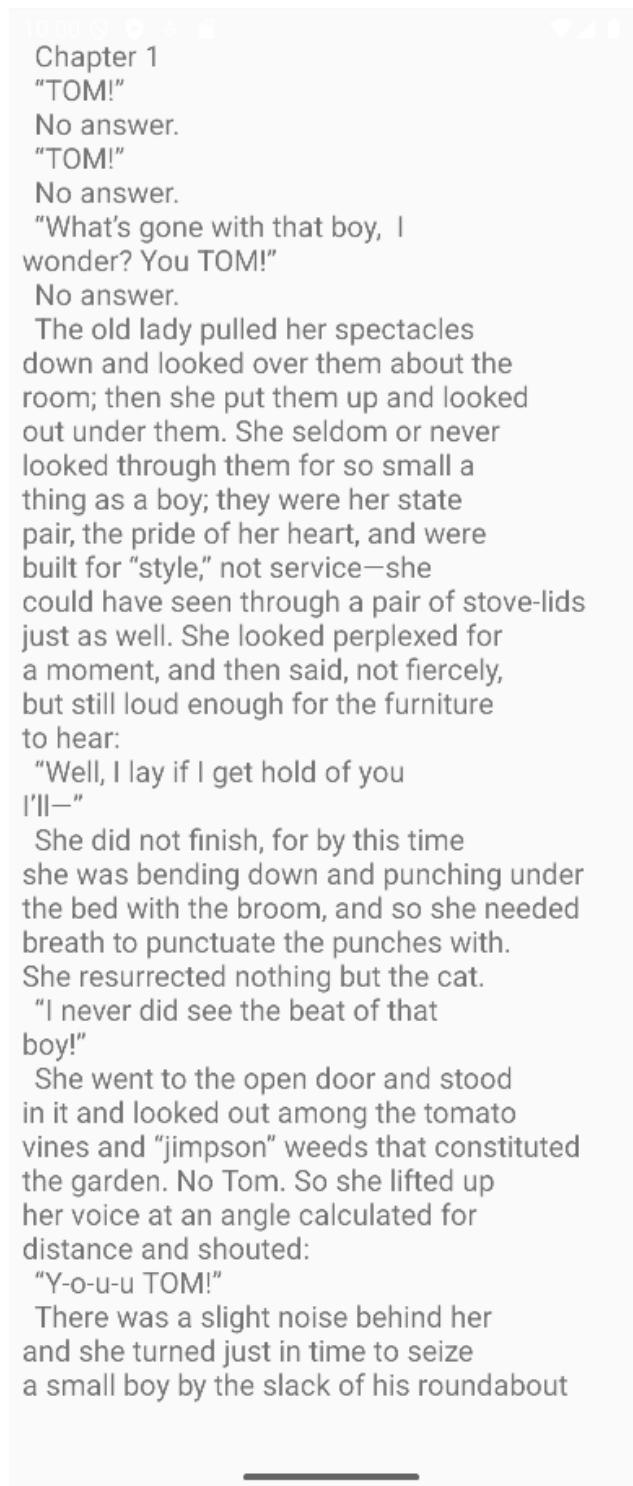 10:00
Chapter 1
“TOM!”
No answer.
“TOM!”
No answer.
“What’s gone with that boy,  I
wonder? You TOM!”
No answer.
The old lady pulled her spectacles
down and looked over them about the
room; then she put them up and looked
out under them. She seldom or never
looked through them for so small a
thing as a boy; they were her state
pair, the pride of her heart, and were
built for “style,” not service—she
could have seen through a pair of stove-lids
just as well. She looked perplexed for
a moment, and then said, not fiercely,
but still loud enough for the furniture
to hear:
“Well, I lay if I get hold of you
I’ll—”
She did not finish, for by this time
she was bending down and punching under
the bed with the broom, and so she needed
breath to punctuate the punches with.
She resurrected nothing but the cat.
“I never did see the beat of that
boy!”
She went to the open door and stood
in it and looked out among the tomato
vines and “jimpson” weeds that constituted
the garden. No Tom. So she lifted up
her voice at an angle calculated for
distance and shouted:
“Y-o-u-u TOM!”
There was a slight noise behind her
and she turned just in time to seize
a small boy by the slack of his roundabout